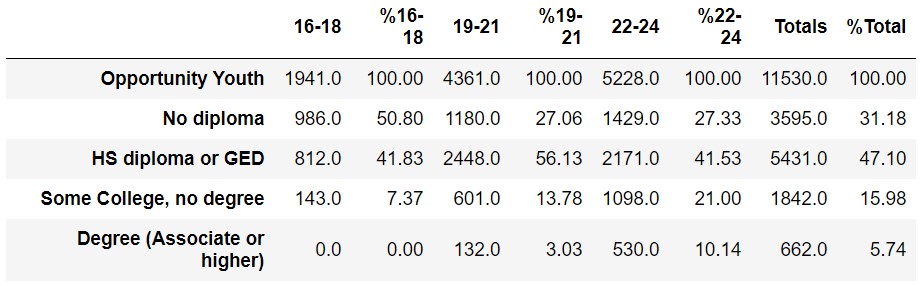 16-18 %16-18 19-21 %19-21 22-24 %22-24 Totals %Total
Opportunity Youth 1941.0 100.00 4361.0 100.00 5228.0 100.00 11530.0 100.00
No diploma 986.0 50.80 1180.0 27.06 1429.0 27.33 3595.0 31.18
HS diploma or GED 812.0 41.83 2448.0 56.13 2171.0 41.53 5431.0 47.10
Some College, no degree 143.0 7.37 601.0 13.78 1098.0 21.00 1842.0 15.98
Degree (Associate or higher) 0.0 0.00 132.0 3.03 530.0 10.14 662.0 5.74